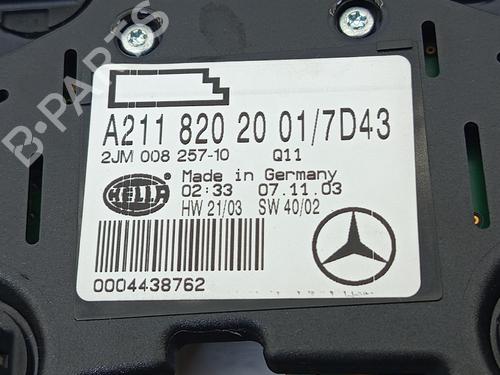 A211 820 20 01/7D43
2JM 008 257-10 Q11
Made in Germany
02:33 07.11.03
HELLA
HW 21/03 SW 40/02
0004438762
B-PARTS